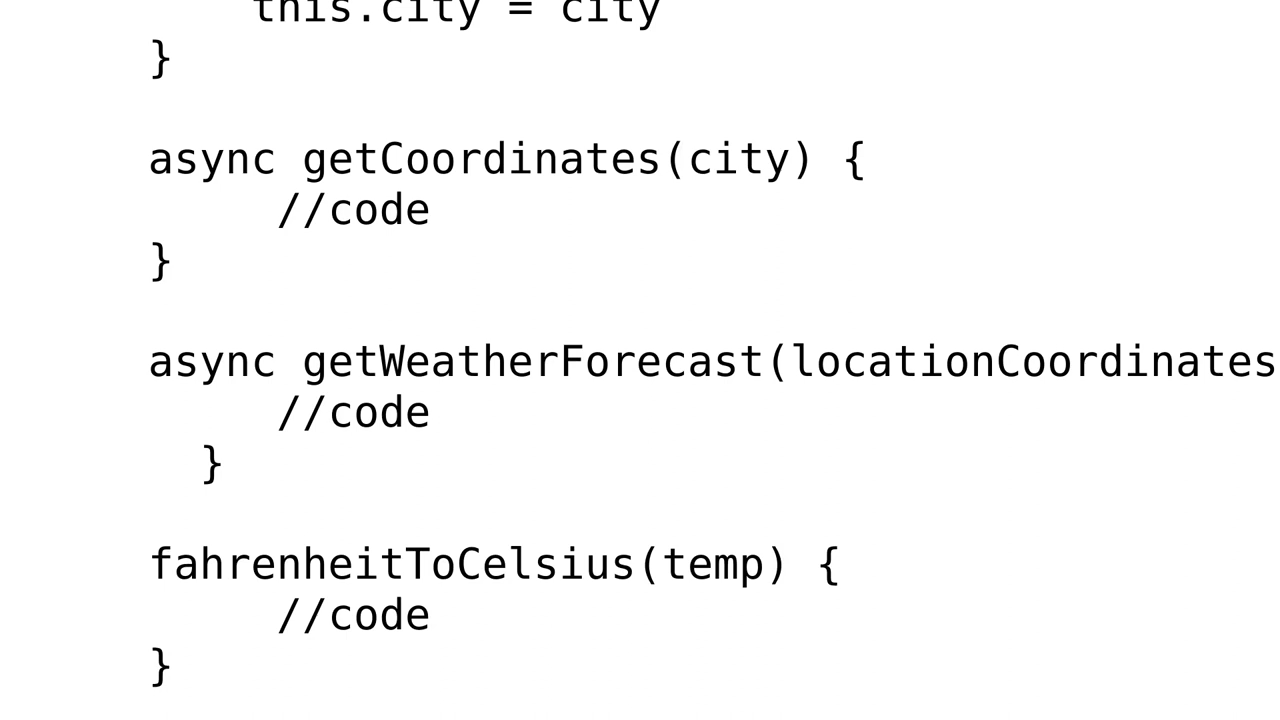 this.city = city
}
async getCoordinates(city) {
//code
}
async getWeatherForecast(locationCoordinates
//code
}
fahrenheitToCelsius(temp) {
//code
}